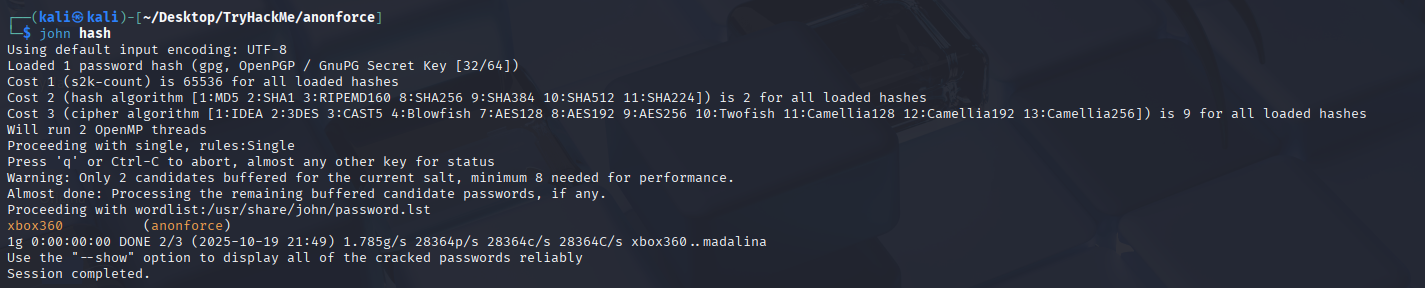 ┌──(kali㉿kali)-[~/Desktop/TryHackMe/anonforce]
└─$ john hash
Using default input encoding: UTF-8
Loaded 1 password hash (gpg, OpenPGP / GnuPG Secret Key [32/64])
Cost 1 (s2k-count) is 65536 for all loaded hashes
Cost 2 (hash algorithm [1:MD5 2:SHA1 3:RIPEMD160 8:SHA256 9:SHA384 10:SHA512 11:SHA224]) is 2 for all loaded hashes
Cost 3 (cipher algorithm [1:IDEA 2:3DES 3:CAST5 4:Blowfish 7:AES128 8:AES192 9:AES256 10:Twofish 11:Camellia128 12:Camellia192 13:Camellia256]) is 9 for all loaded hashes
Will run 2 OpenMP threads
Proceeding with single, rules:Single
Press 'q' or Ctrl-C to abort, almost any other key for status
Warning: Only 2 candidates buffered for the current salt, minimum 8 needed for performance.
Almost done: Processing the remaining buffered candidate passwords, if any.
Proceeding with wordlist:/usr/share/john/password.lst
xbox360          (anonforce)
1g 0:00:00:00 DONE 2/3 (2025-10-19 21:49) 1.785g/s 28364p/s 28364c/s 28364C/s xbox360..madalina
Use the "--show" option to display all of the cracked passwords reliably
Session completed.